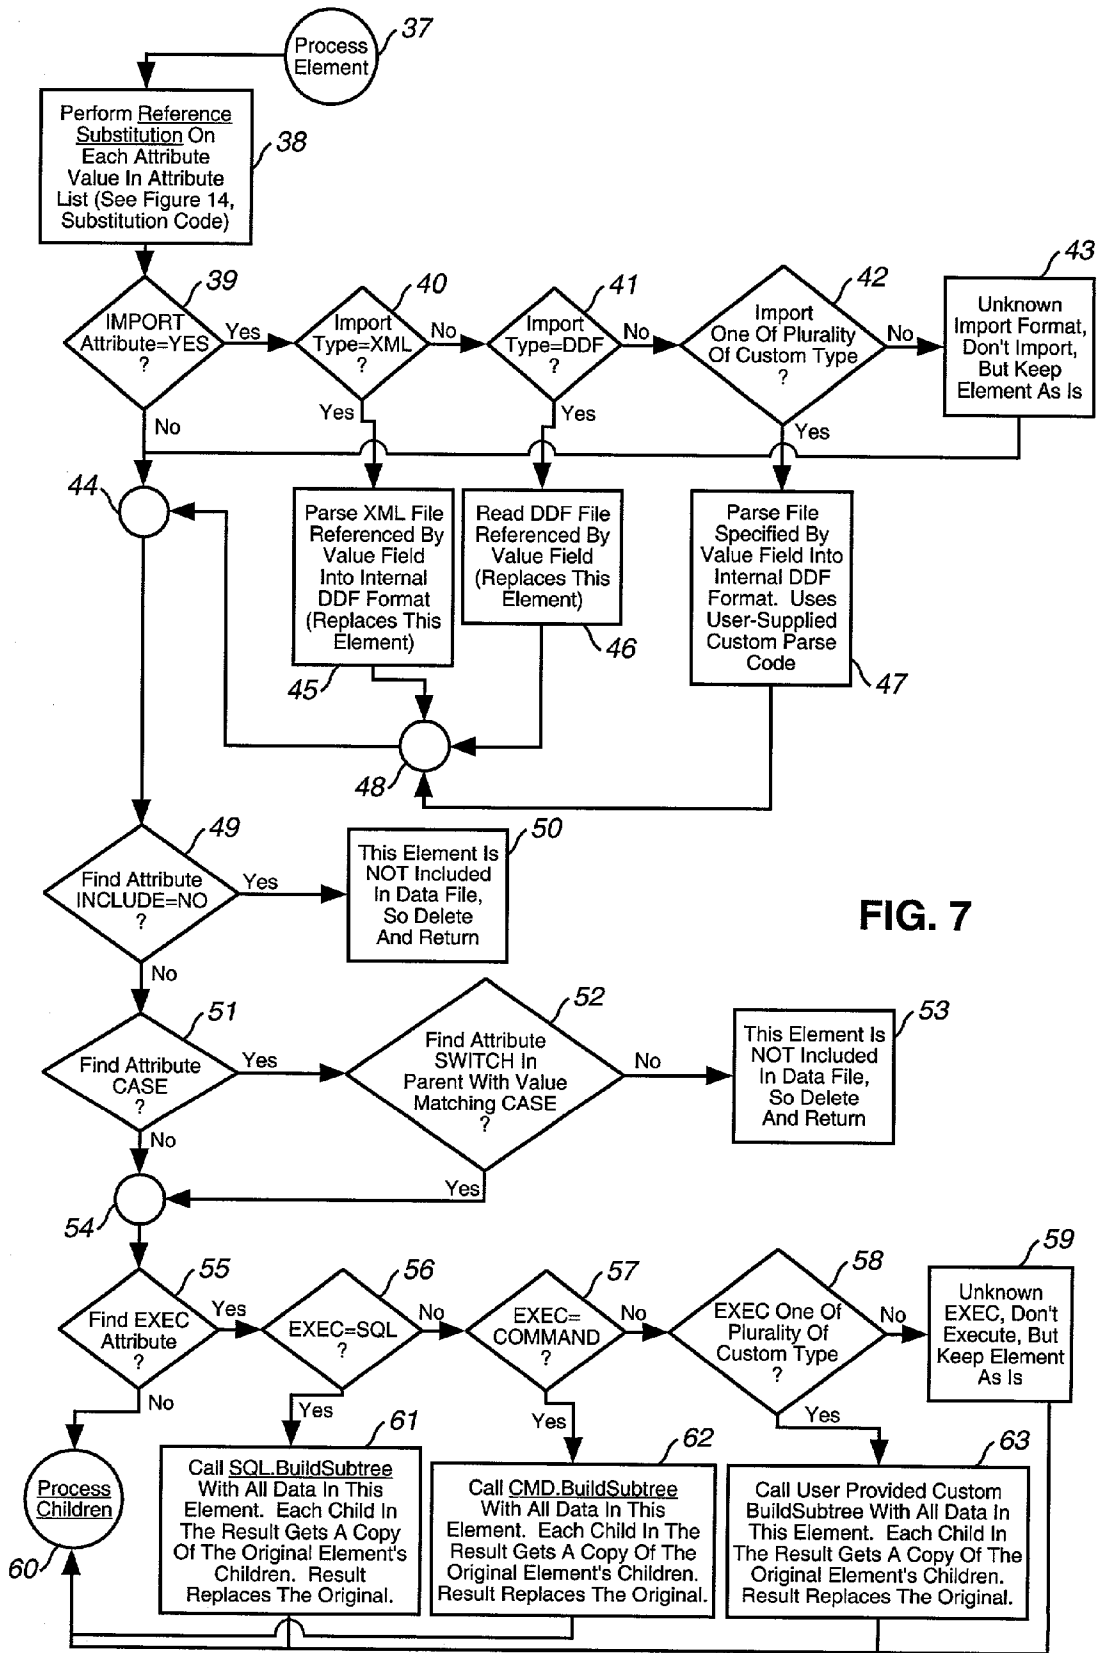 37
Process
Element
Perform Reference
Substitution On
Each Attribute
Value In Attribute
List (See Figure 14,
Substitution Code)
38
39
IMPORT
Attribute=YES
?
Yes
No
40
Import
Type=XML
?
No
Yes
41
Import
Type=DDF
?
No
Yes
42
Import
One Of Plurality
Of Custom Type
?
No
Yes
43
Unknown
Import Format,
Don't Import,
But Keep
Element As Is
44
Parse XML File
Referenced By
Value Field
Into Internal
DDF Format
(Replaces This
Element)
45
Read DDF File
Referenced By
Value Field
(Replaces This
Element)
46
Parse File
Specified By
Value Field Into
Internal DDF
Format. Uses
User-Supplied
Custom Parse
Code
47
48
49
Find Attribute
INCLUDE=NO
?
Yes
No
50
This Element Is
NOT Included
In Data File,
So Delete
And Return
FIG. 7
51
Find Attribute
CASE
?
Yes
No
52
Find Attribute
SWITCH In
Parent With Value
Matching CASE
?
No
Yes
53
This Element Is
NOT Included
In Data File,
So Delete
And Return
54
55
Find EXEC
Attribute
?
Yes
No
56
EXEC=SQL
?
No
Yes
57
EXEC=
COMMAND
?
No
Yes
58
EXEC One Of
Plurality Of
Custom Type
?
No
Yes
59
Unknown
EXEC, Don't
Execute, But
Keep Element
As Is
Process
Children
60
61
Call SQL.BuildSubtree
With All Data In This
Element. Each Child In
The Result Gets A Copy
Of The Original Element's
Children. Result
Replaces The Original.
62
Call CMD.BuildSubtree
With All Data In This
Element. Each Child In The
Result Gets A Copy Of The
Original Element's Children.
Result Replaces The Original.
63
Call User Provided Custom
BuildSubtree With All Data In
This Element. Each Child In
The Result Gets A Copy Of The
Original Element's Children.
Result Replaces The Original.